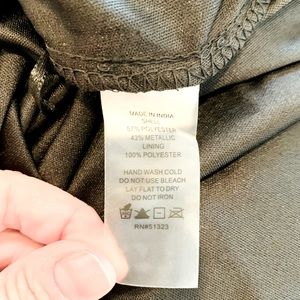 MADE IN INDIA
SHELL
57% POLYESTER
43% METALLIC
LINING
100% POLYESTER
HAND WASH COLD
DO NOT USE BLEACH
LAY FLAT TO DRY
DO NOT IRON
RN#51323